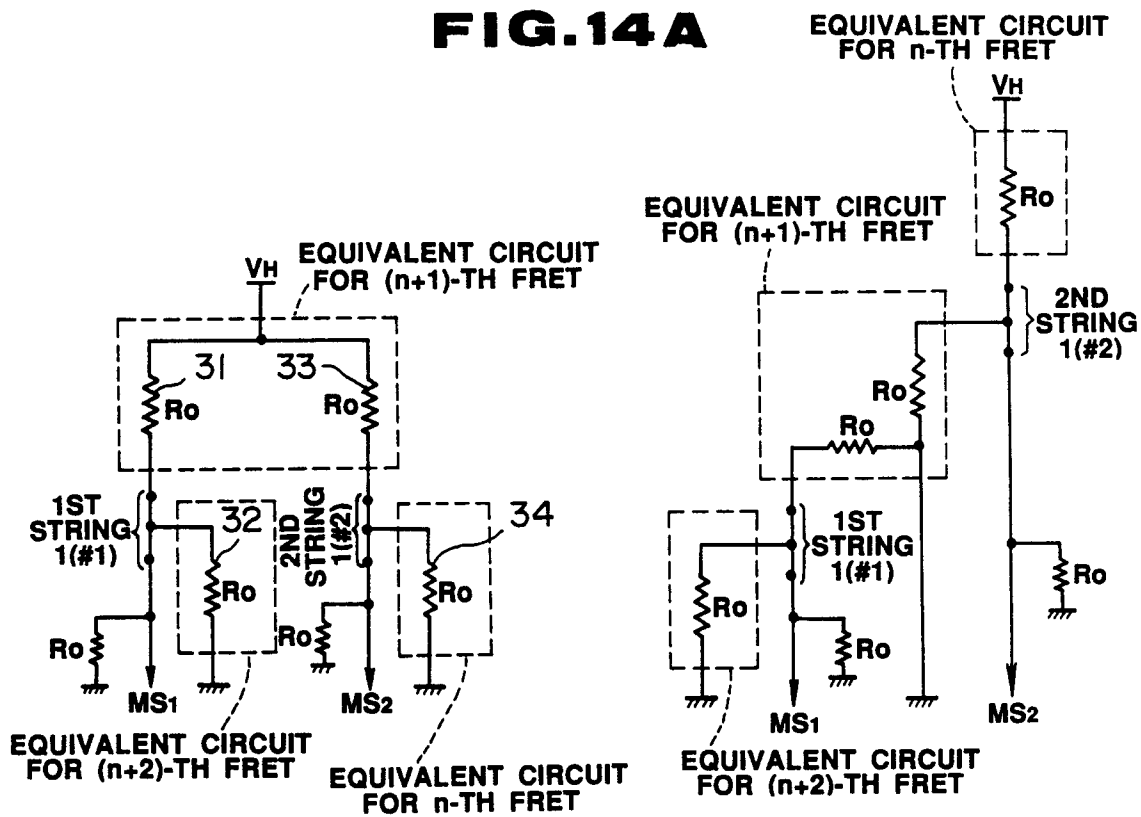 FIG.14A
EQUIVALENT CIRCUIT
FOR (n+1)-TH FRET
VH
31
33
Ro
Ro
1ST
STRING
1(#1)
32
Ro
2ND
STRING
1(#2)
34
Ro
Ro
Ro
MS1
MS2
EQUIVALENT CIRCUIT
FOR (n+2)-TH FRET
EQUIVALENT CIRCUIT
FOR n-TH FRET
EQUIVALENT CIRCUIT
FOR n-TH FRET
VH
Ro
EQUIVALENT CIRCUIT
FOR (n+1)-TH FRET
2ND
STRING
1(#2)
Ro
Ro
1ST
STRING
1(#1)
Ro
Ro
Ro
MS1
MS2
EQUIVALENT CIRCUIT
FOR (n+2)-TH FRET